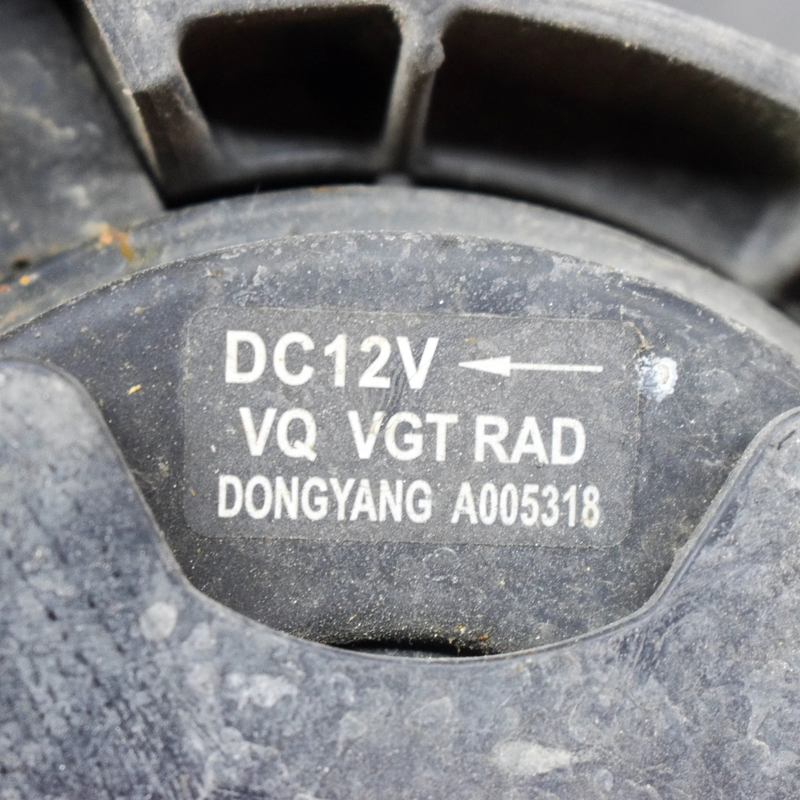 DC12V
VQ VGT RAD
DONGYANG A005318